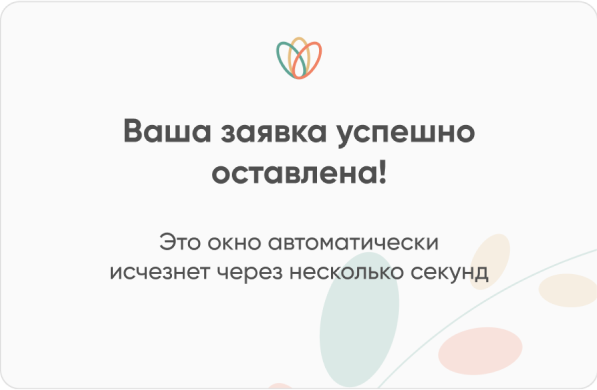 Ваша заявка успешно
оставлена!
Это окно автоматически
исчезнет через несколько секунд